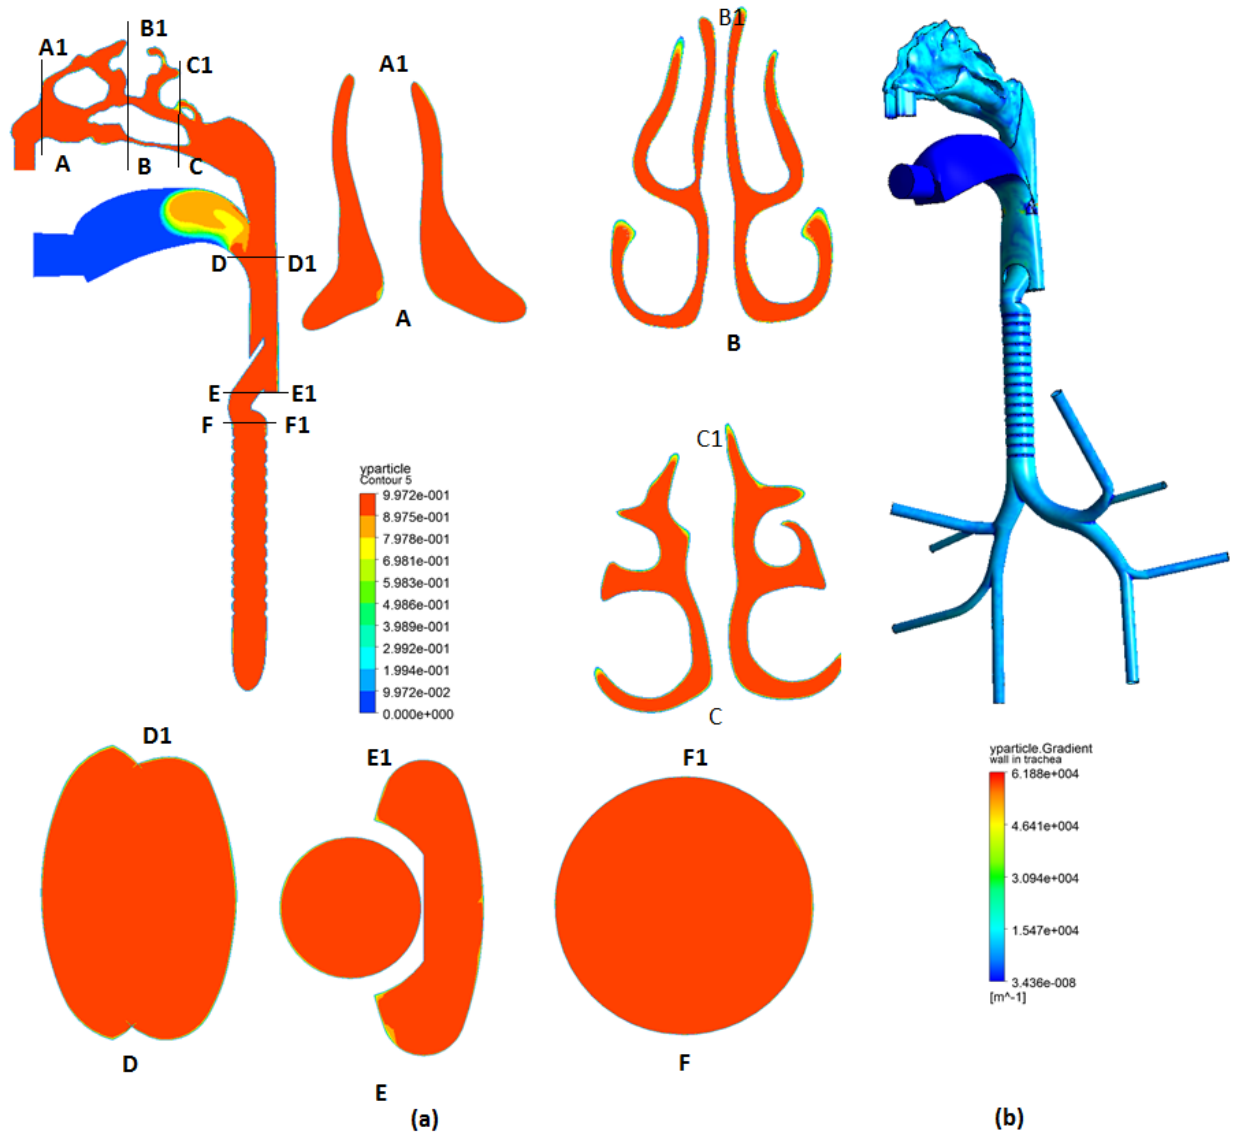 B1
A1
C1
A
B
C
D
D1
E
E1
F
F1
A1
A
B1
B
C1
C
yparticle
Contour 5
9.972e-001
8.975e-001
7.978e-001
6.981e-001
5.983e-001
4.986e-001
3.989e-001
2.992e-001
1.994e-001
9.972e-002
0.000e+000
D1
D
E1
E
F1
F
(a)
yparticle.Gradient
wall in trachea
6.188e+004
4.641e+004
3.094e+004
1.547e+004
3.436e-008
[m^-1]
(b)